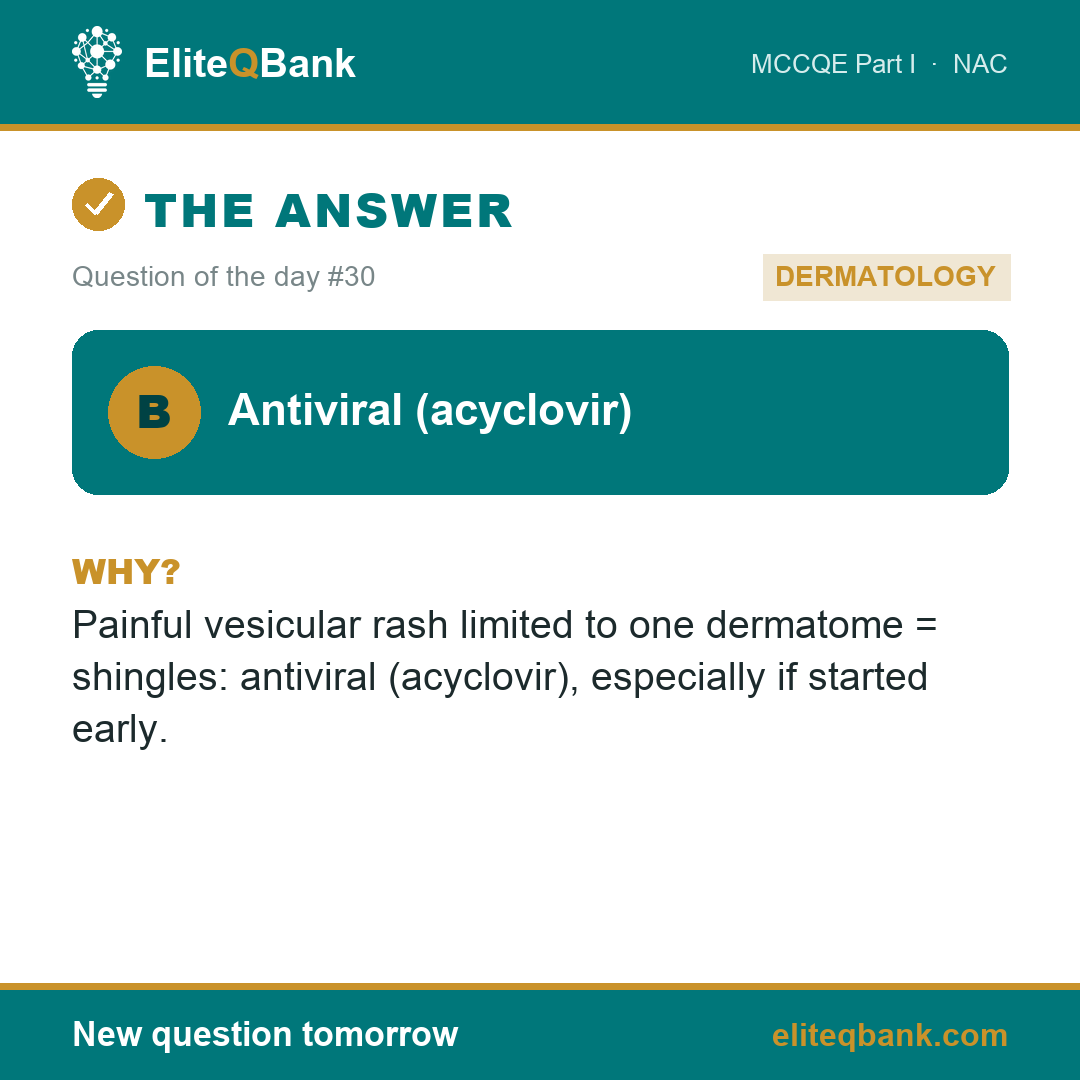 EliteQBank
MCCQE Part I · NAC
THE ANSWER
Question of the day #30
DERMATOLOGY
B
Antiviral (acyclovir)
WHY?
Painful vesicular rash limited to one dermatome =
shingles: antiviral (acyclovir), especially if started
early.
New question tomorrow
eliteqbank.com